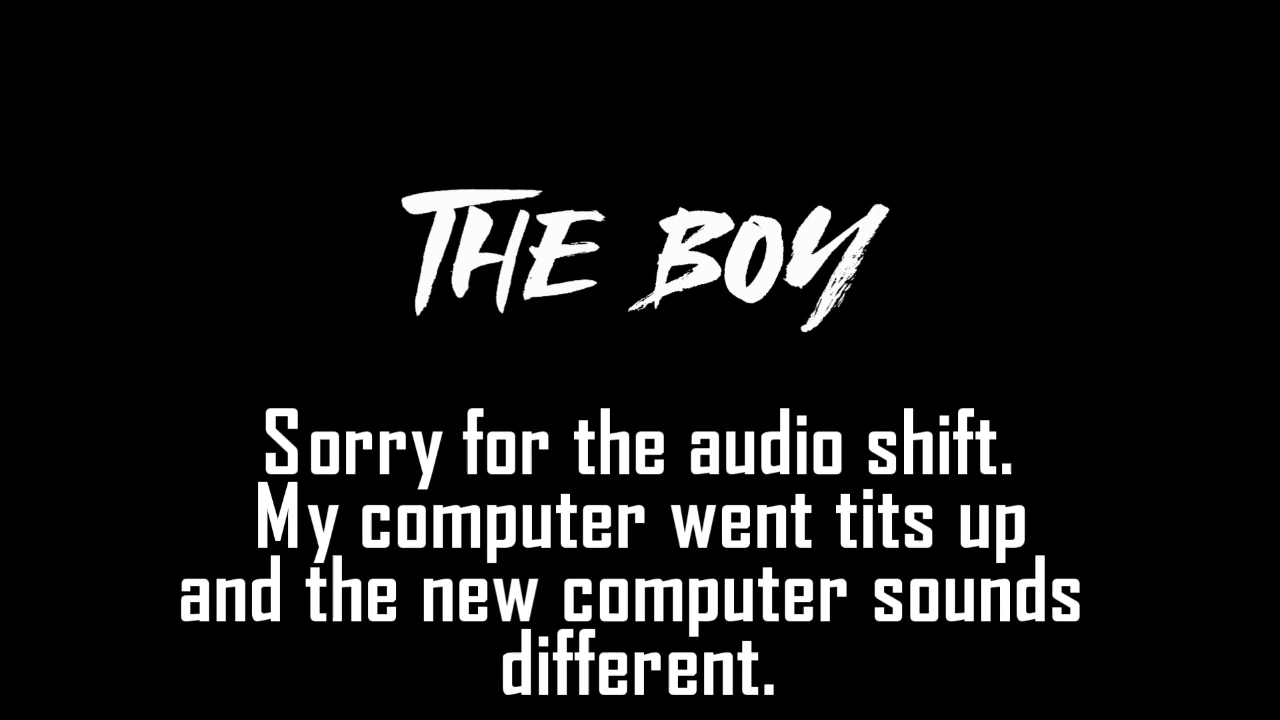 THE BOY
Sorry for the audio shift.
My computer went tits up
and the new computer sounds
different.